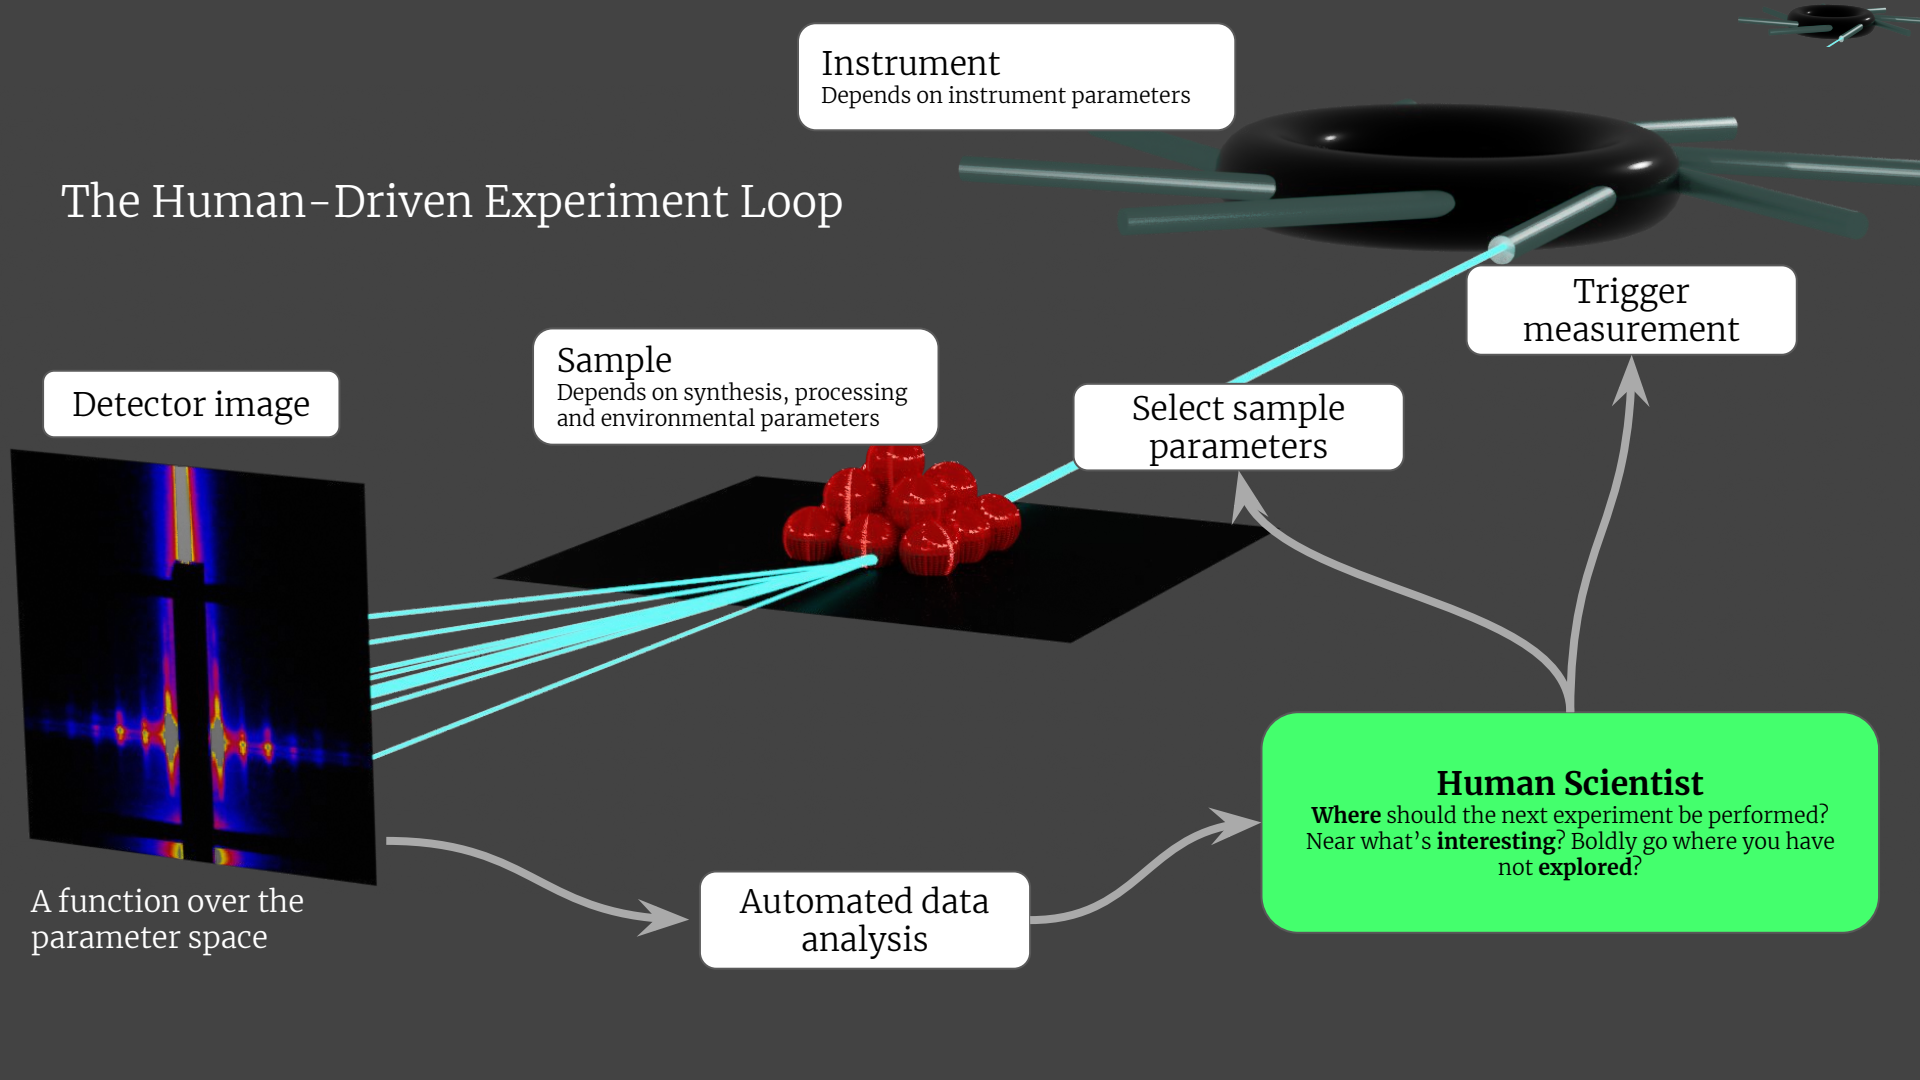 Instrument
Depends on instrument parameters
The Human-Driven Experiment Loop
Trigger
measurement
Sample
Depends on synthesis, processing
and environmental parameters
Detector image
Select sample
parameters
Human Scientist
Where should the next experiment be performed?
Near what’s interesting? Boldly go where you have
not explored?
Automated data
analysis
A function over the
parameter space